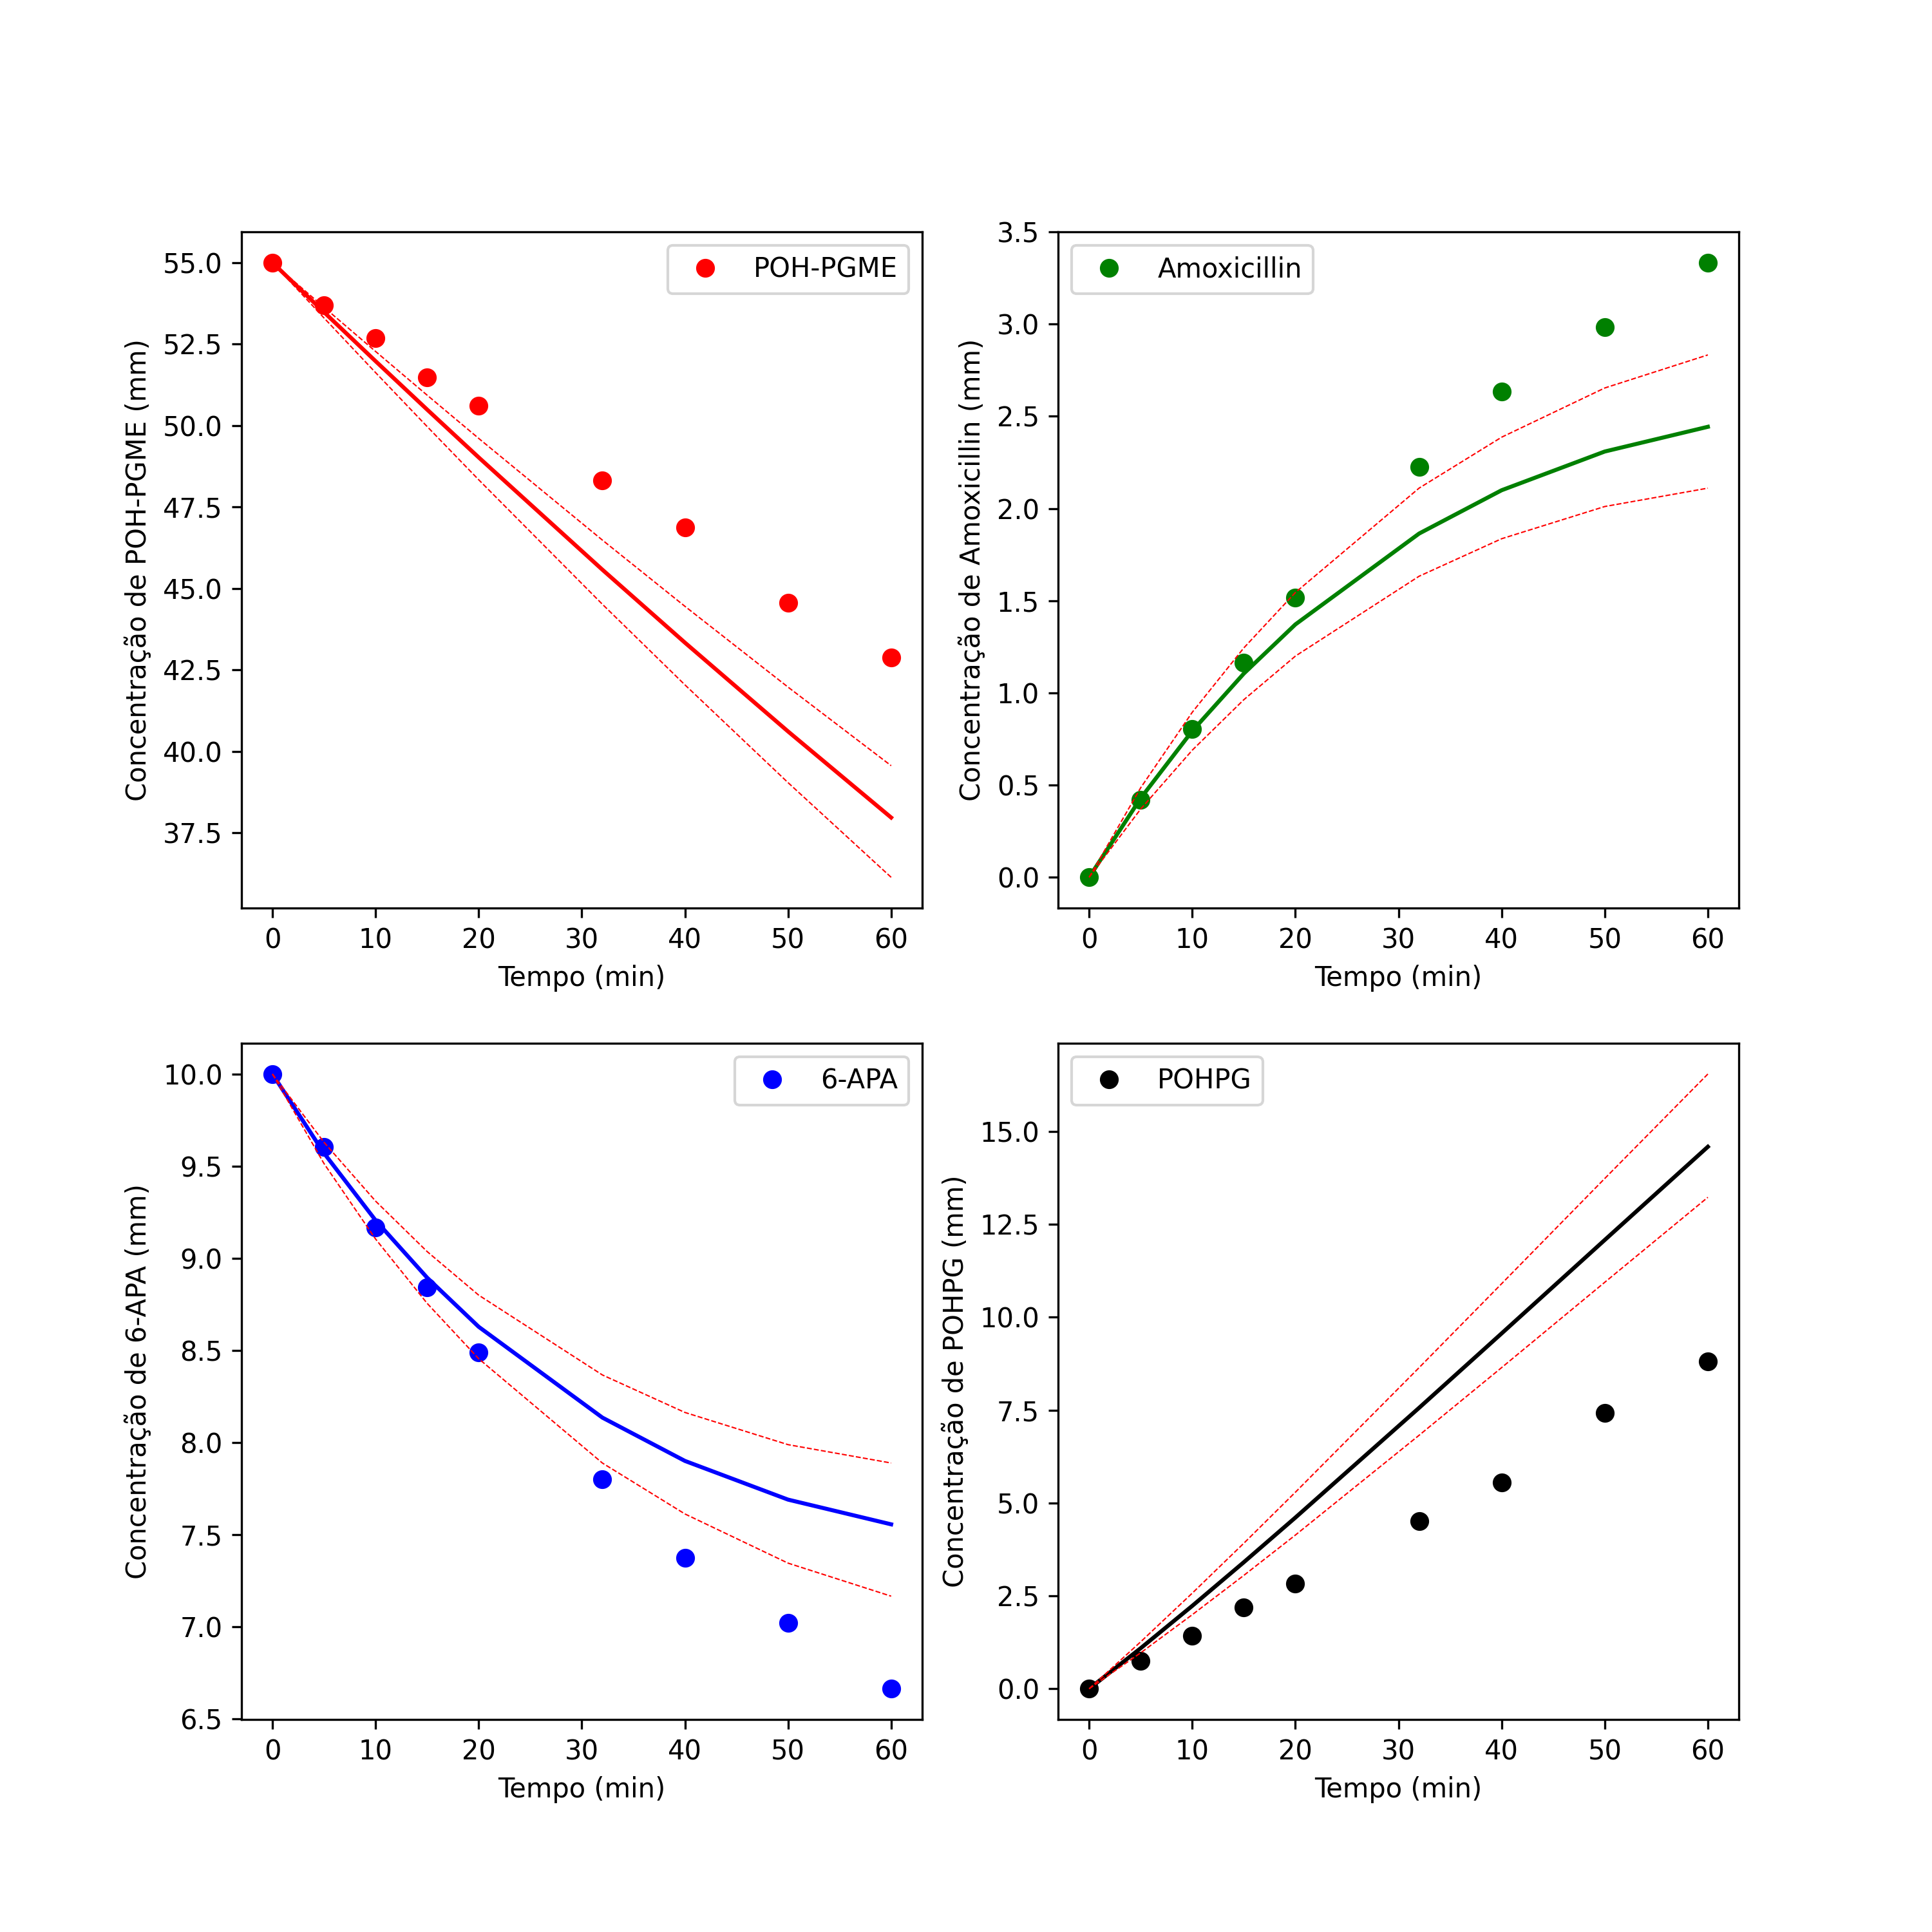 POH-PGME
55.0
52.5
50.0
47.5
45.0
42.5
40.0
37.5
Concentração de POH-PGME (mm)
0 10 20 30 40 50 60
Tempo (min)
Amoxicillin
3.5
3.0
2.5
2.0
1.5
1.0
0.5
0.0
Concentração de Amoxicillin (mm)
0 10 20 30 40 50 60
Tempo (min)
6-APA
10.0
9.5
9.0
8.5
8.0
7.5
7.0
6.5
Concentração de 6-APA (mm)
0 10 20 30 40 50 60
Tempo (min)
POHPG
15.0
12.5
10.0
7.5
5.0
2.5
0.0
Concentração de POHPG (mm)
0 10 20 30 40 50 60
Tempo (min)